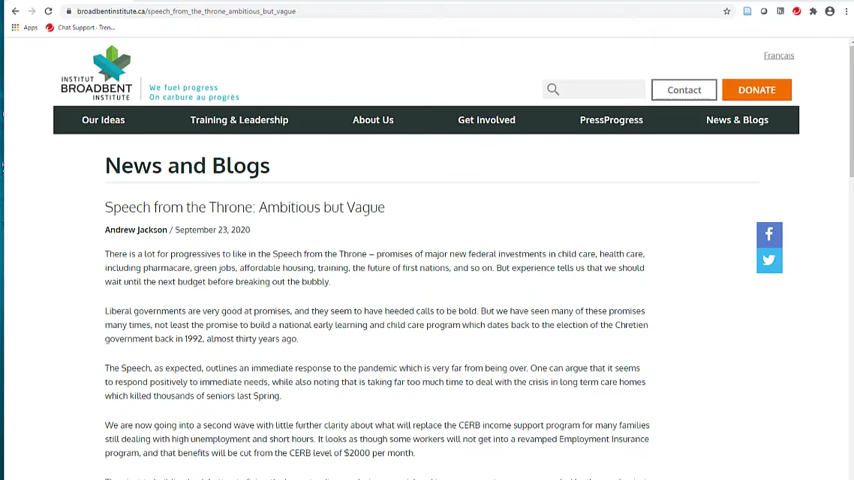 broadbentinstitute.ca/speech_from_the_throne_ambitious_but_vague
Apps
Chat Support - Tren...
Francais
INSTITUT
BROADBENT
INSTITUTE
We fuel progress
On carbure au progrès
Contact
DONATE
Our Ideas
Training & Leadership
About Us
Get Involved
PressProgress
News & Blogs
News and Blogs
Speech from the Throne: Ambitious but Vague
Andrew Jackson / September 23, 2020
There is a lot for progressives to like in the Speech from the Throne – promises of major new federal investments in child care, health care,
including pharmacare, green jobs, affordable housing, training, the future of first nations, and so on. But experience tells us that we should
wait until the next budget before breaking out the bubbly.
Liberal governments are very good at promises, and they seem to have heeded calls to be bold. But we have seen many of these promises
many times, not least the promise to build a national early learning and child care program which dates back to the election of the Chretien
government back in 1992, almost thirty years ago.
The Speech, as expected, outlines an immediate response to the pandemic which is very far from being over. One can argue that it seems
to respond positively to immediate needs, while also noting that is taking far too much time to deal with the crisis in long term care homes
which killed thousands of seniors last Spring.
We are now going into a second wave with little further clarity about what will replace the CERB income support program for many families
still dealing with high unemployment and short hours. It looks as though some workers will not get into a revamped Employment Insurance
program, and that benefits will be cut from the CERB level of $2000 per month.